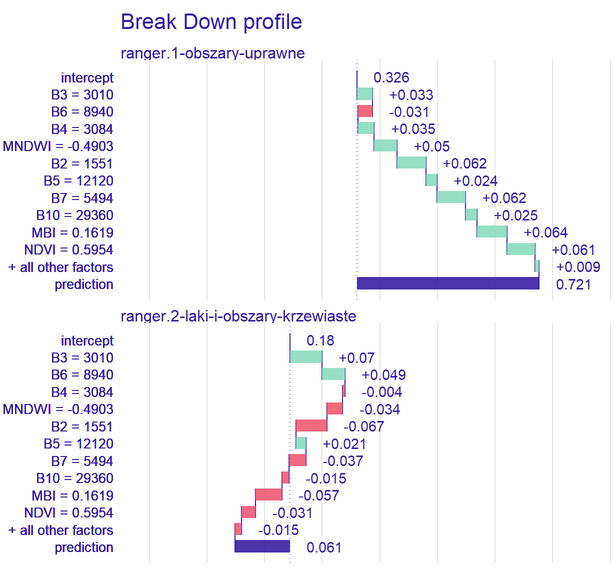 Break Down profile
ranger.1-obszary-uprawne
intercept 0.326
B3 = 3010 +0.033
B6 = 8940 -0.031
B4 = 3084 +0.035
MNDWI = -0.4903 +0.05
B2 = 1551 +0.062
B5 = 12120 +0.024
B7 = 5494 +0.062
B10 = 29360 +0.025
MBI = 0.1619 +0.064
NDVI = 0.5954 +0.061
+ all other factors +0.009
prediction 0.721
ranger.2-laki-i-obszary-krzewiaste
intercept 0.18
B3 = 3010 +0.07
B6 = 8940 +0.049
B4 = 3084 -0.004
MNDWI = -0.4903 -0.034
B2 = 1551 -0.067
B5 = 12120 +0.021
B7 = 5494 -0.037
B10 = 29360 -0.015
MBI = 0.1619 -0.057
NDVI = 0.5954 -0.031
+ all other factors -0.015
prediction 0.061